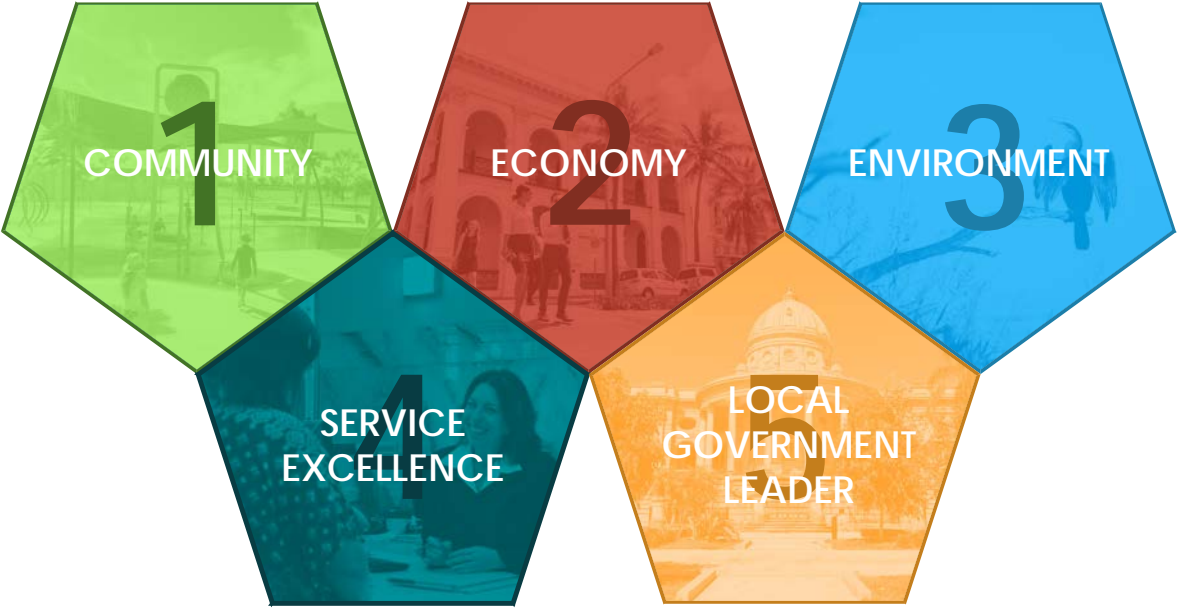 1
COMMUNITY
2
ECONOMY
3
ENVIRONMENT
4
SERVICE
EXCELLENCE
5
LOCAL
GOVERNMENT
LEADER